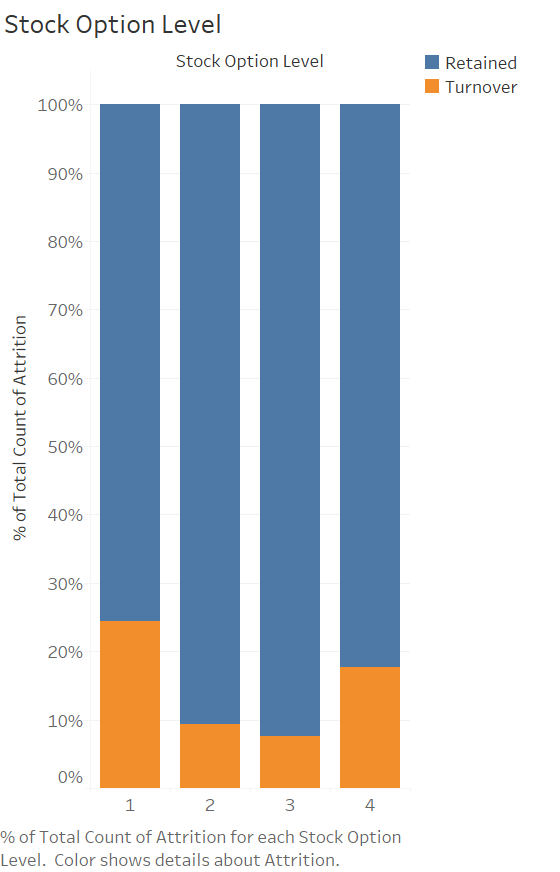 Stock Option Level
Stock Option Level
Retained
Turnover
% of Total Count of Attrition
100%
90%
80%
70%
60%
50%
40%
30%
20%
10%
0%
1 2 3 4
% of Total Count of Attrition for each Stock Option
Level.  Color shows details about Attrition.